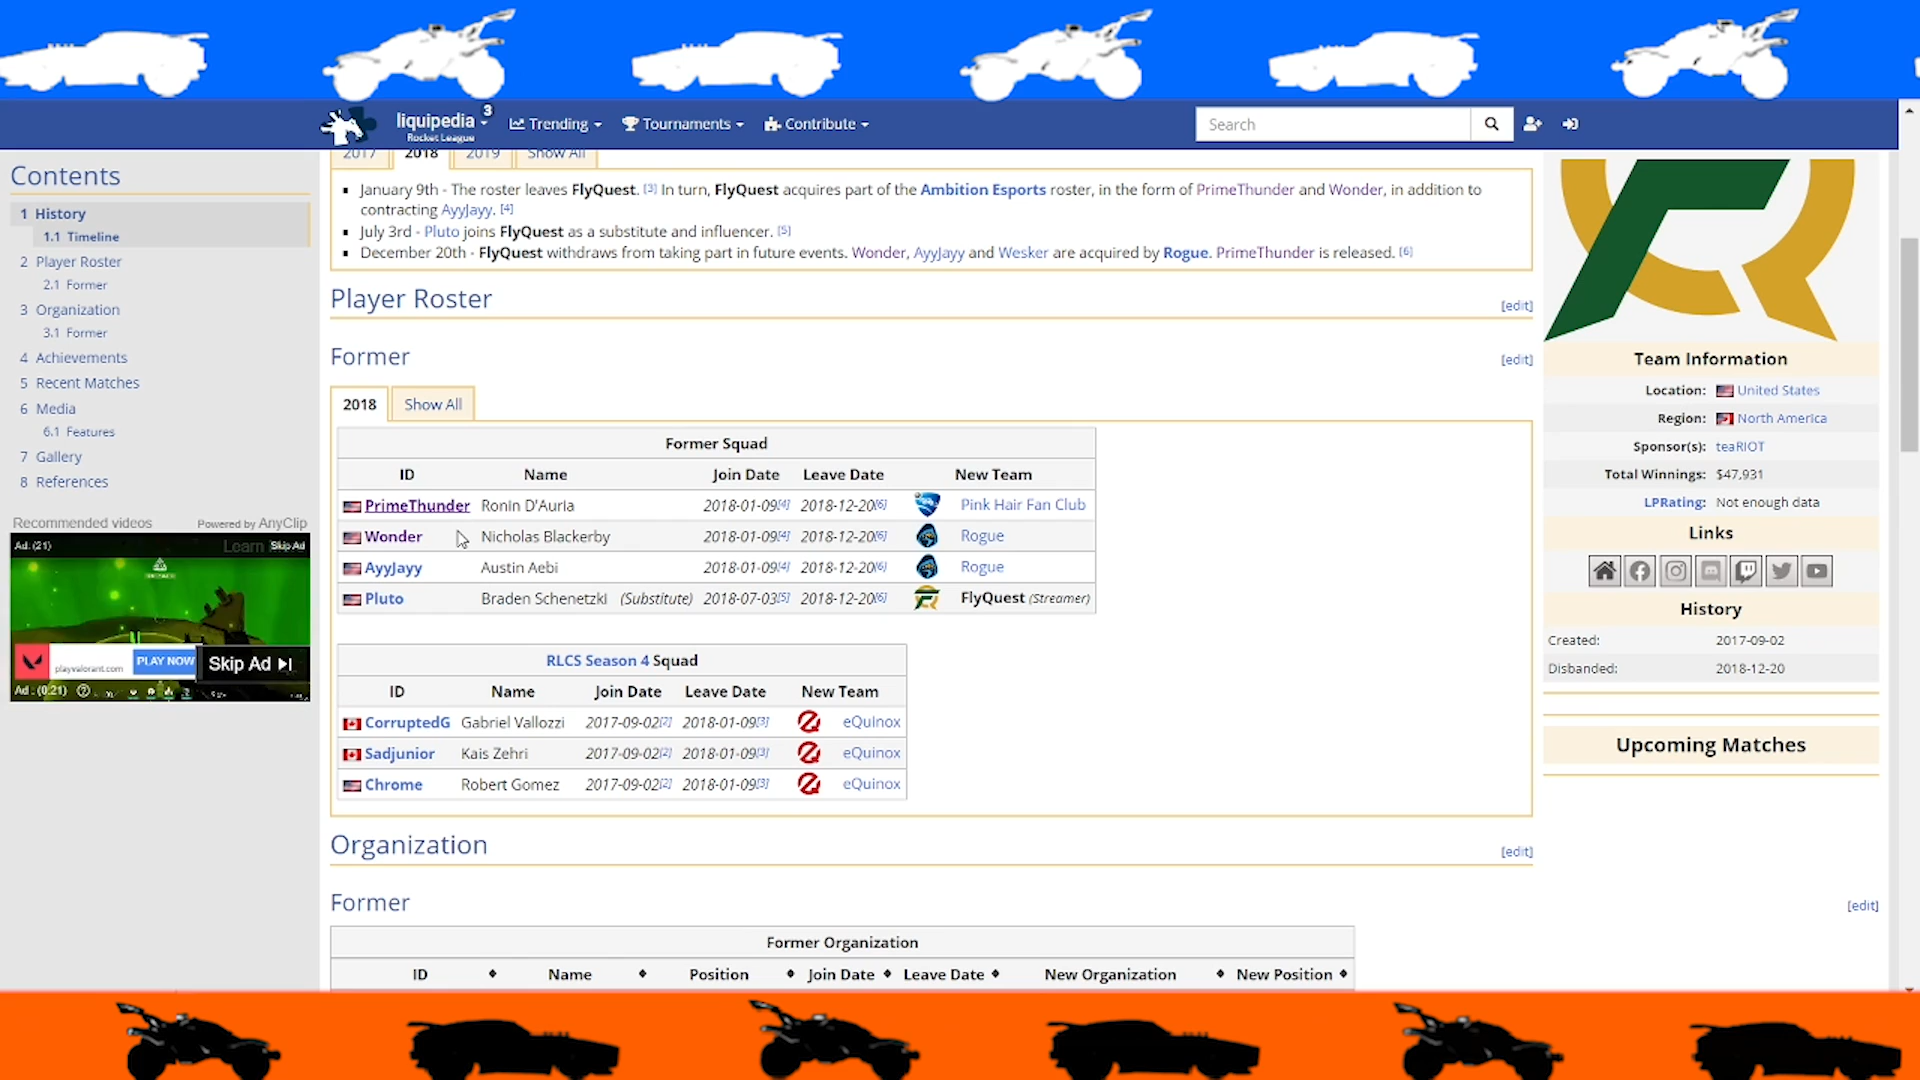 liquipedia 3
Rocket League
Trending
Tournaments
Contribute
Search
Contents
1 History
1.1 Timeline
2 Player Roster
2.1 Former
3 Organization
3.1 Former
4 Achievements
5 Recent Matches
6 Media
6.1 Features
7 Gallery
8 References
Recommended videos Powered by AnyClip
Ad: (21) Learn Skip Ad
playvalorant.com PLAY NOW Skip Ad
Ad : (0:21)
2017 2018 2019 Show All
January 9th - The roster leaves FlyQuest. [3] In turn, FlyQuest acquires part of the Ambition Esports roster, in the form of PrimeThunder and Wonder, in addition to
contracting AyyJayy. [4]
July 3rd - Pluto joins FlyQuest as a substitute and influencer. [5]
December 20th - FlyQuest withdraws from taking part in future events. Wonder, AyyJayy and Wesker are acquired by Rogue. PrimeThunder is released. [6]
Player Roster [edit]
Former [edit]
2018 Show All
Former Squad
ID Name Join Date Leave Date New Team
PrimeThunder Ronin D'Auria 2018-01-09[4] 2018-12-20[6] Pink Hair Fan Club
Wonder Nicholas Blackerby 2018-01-09[4] 2018-12-20[6] Rogue
AyyJayy Austin Aebi 2018-01-09[4] 2018-12-20[6] Rogue
Pluto Braden Schenetzki (Substitute) 2018-07-03[5] 2018-12-20[6] FlyQuest (Streamer)
RLCS Season 4 Squad
ID Name Join Date Leave Date New Team
CorruptedG Gabriel Vallozzi 2017-09-02[2] 2018-01-09[3] eQuinox
Sadjunior Kais Zehri 2017-09-02[2] 2018-01-09[3] eQuinox
Chrome Robert Gomez 2017-09-02[2] 2018-01-09[3] eQuinox
Organization [edit]
Former [edit]
Former Organization
ID Name Position Join Date Leave Date New Organization New Position
Team Information
Location: United States
Region: North America
Sponsor(s): teaRIOT
Total Winnings: $47,931
LPRating: Not enough data
Links
History
Created: 2017-09-02
Disbanded: 2018-12-20
Upcoming Matches